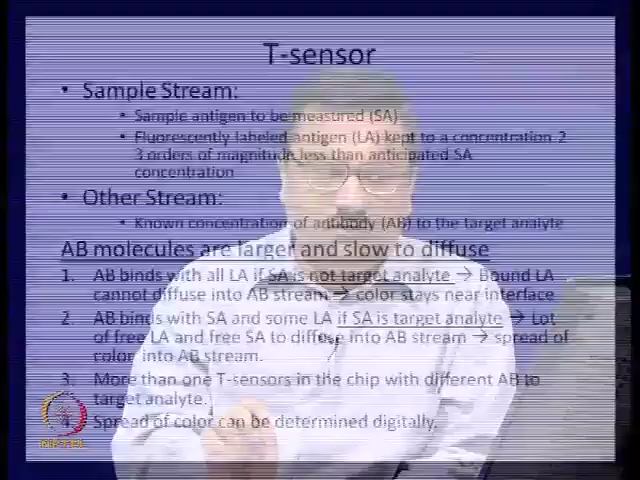 T-sensor
• Sample Stream:
• Sample antigen to be measured (SA)
• Fluorescently labeled antigen (LA) kept to a concentration 2
3 orders of magnitude less than anticipated SA
concentration
• Other Stream:
• Known concentration of antibody (AB) to the target analyte
AB molecules are larger and slow to diffuse
1. AB binds with all LA if SA is not target analyte → Bound LA
cannot diffuse into AB stream → color stays near interface
2. AB binds with SA and some LA if SA is target analyte → Lot
of free LA and free SA to diffuse into AB stream → spread of
color into AB stream.
3. More than one T-sensors in the chip with different AB to
target analyte.
4. Spread of color can be determined digitally.
NPTEL